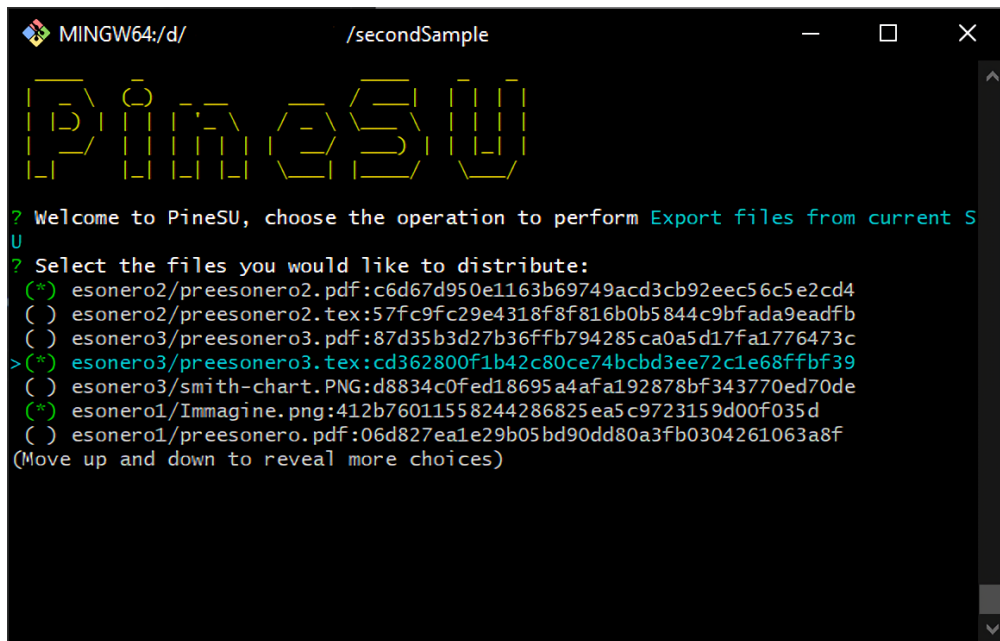 MINGW64:/d/ /secondSample
PineSU
? Welcome to PineSU, choose the operation to perform Export files from current S
U
? Select the files you would like to distribute:
(*) esonero2/preesonero2.pdf:c6d67d950e1163b69749acd3cb92eec56c5e2cd4
( ) esonero2/preesonero2.tex:57fc9fc29e4318f8f816b0b5844c9bfada9eadfb
( ) esonero3/preesonero3.pdf:87d35b3d27b36ffb794285ca0a5d17fa1776473c
>(*) esonero3/preesonero3.tex:cd362800f1b42c80ce74bcbd3ee72c1e68ffbf39
( ) esonero3/smith-chart.PNG:d8834c0fed18695a4afa192878bf343770ed70de
(*) esonero1/Immagine.png:412b76011558244286825ea5c9723159d00f035d
( ) esonero1/preesonero.pdf:06d827ea1e29b05bd90dd80a3fb0304261063a8f
(Move up and down to reveal more choices)